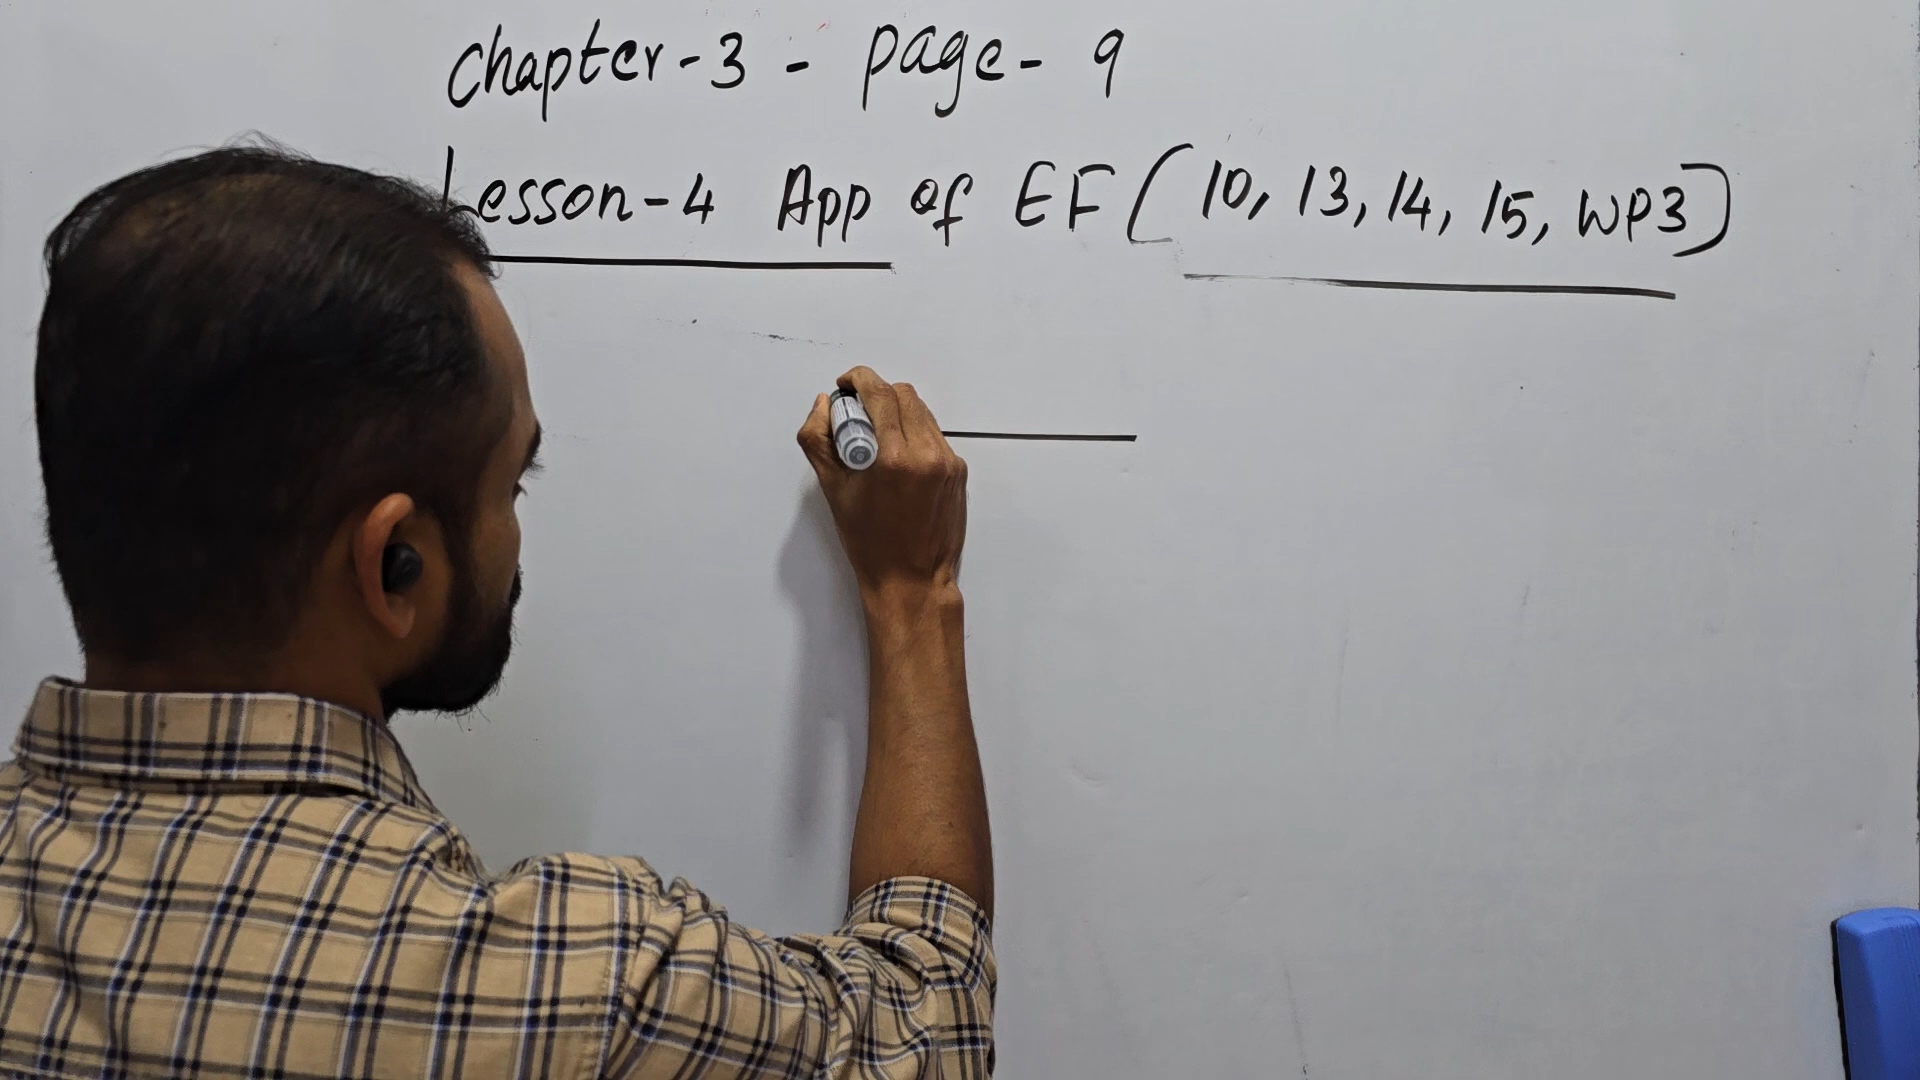 Chapter-3 - page- 9
Lesson-4 App of EF (10, 13, 14, 15, WP3)